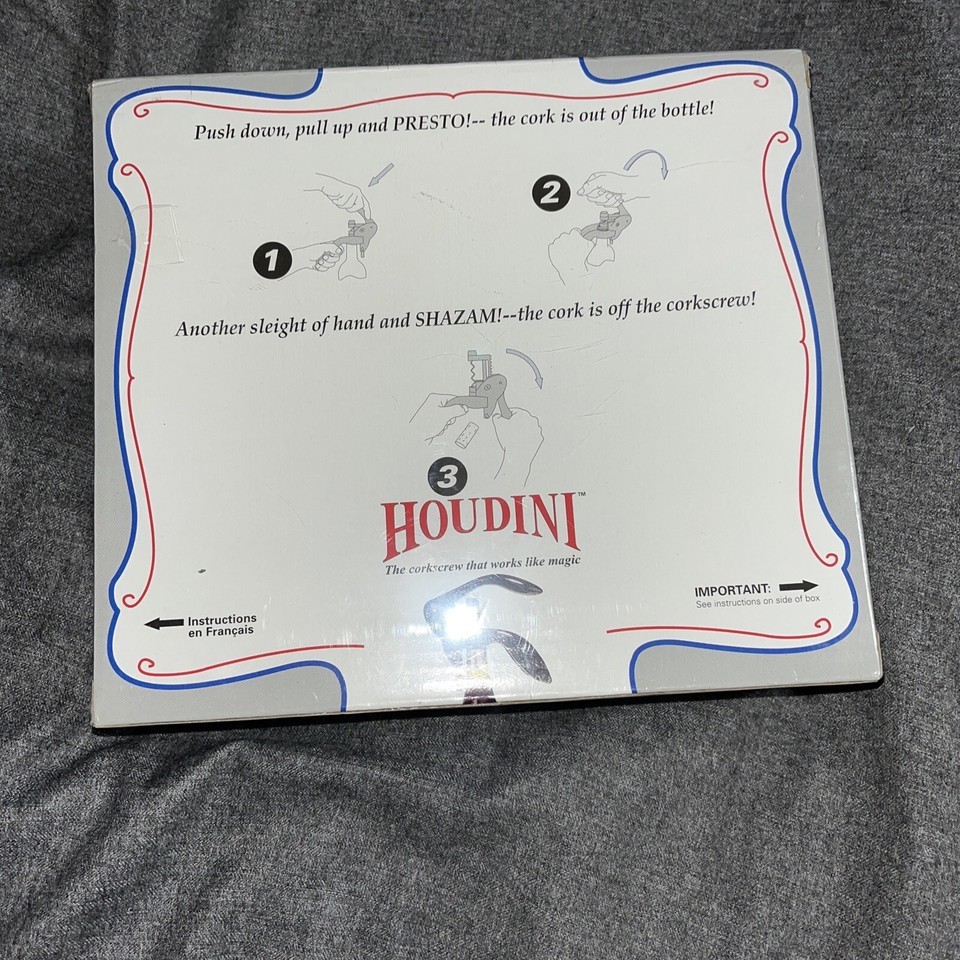 Push down, pull up and PRESTO!-- the cork is out of the bottle!
1
2
Another sleight of hand and SHAZAM!--the cork is off the corkscrew!
3
HOUDINI™
The corkscrew that works like magic
Instructions
en Français
IMPORTANT:
See instructions on side of box